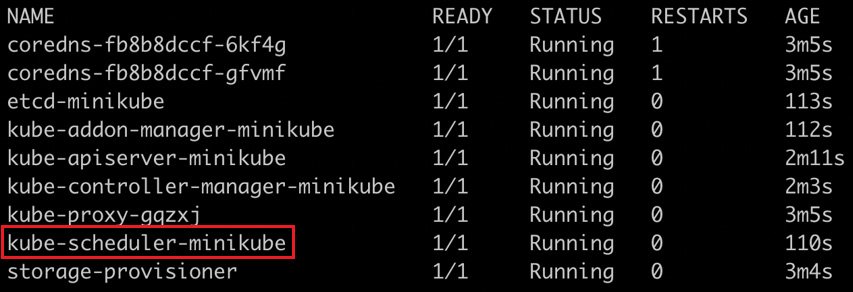 NAME READY STATUS RESTARTS AGE
coredns-fb8b8dccf-6kf4g 1/1 Running 1 3m5s
coredns-fb8b8dccf-gfvmf 1/1 Running 1 3m5s
etcd-minikube 1/1 Running 0 113s
kube-addon-manager-minikube 1/1 Running 0 112s
kube-apiserver-minikube 1/1 Running 0 2m11s
kube-controller-manager-minikube 1/1 Running 0 2m3s
kube-proxy-gqzxj 1/1 Running 0 3m5s
kube-scheduler-minikube 1/1 Running 0 110s
storage-provisioner 1/1 Running 0 3m4s